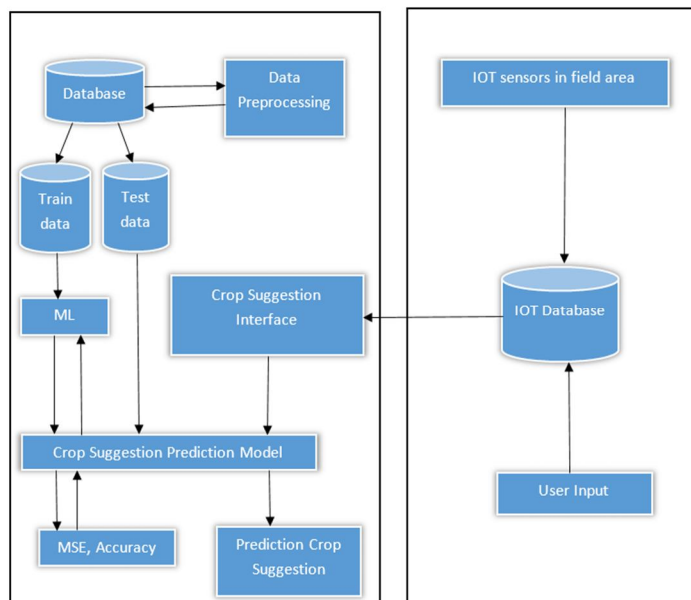 Database
Data
Preprocessing
Train
data
Test
data
ML
Crop Suggestion
Interface
Crop Suggestion Prediction Model
MSE, Accuracy
Prediction Crop
Suggestion
IOT sensors in field area
IOT Database
User Input